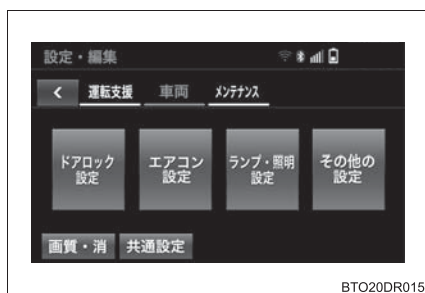 設定・編集
運転支援 車両 メンテナンス
ドアロック
設定
エアコン
設定
ランプ・照明
設定
その他の
設定
画質・消 共通設定
BTO20DR015